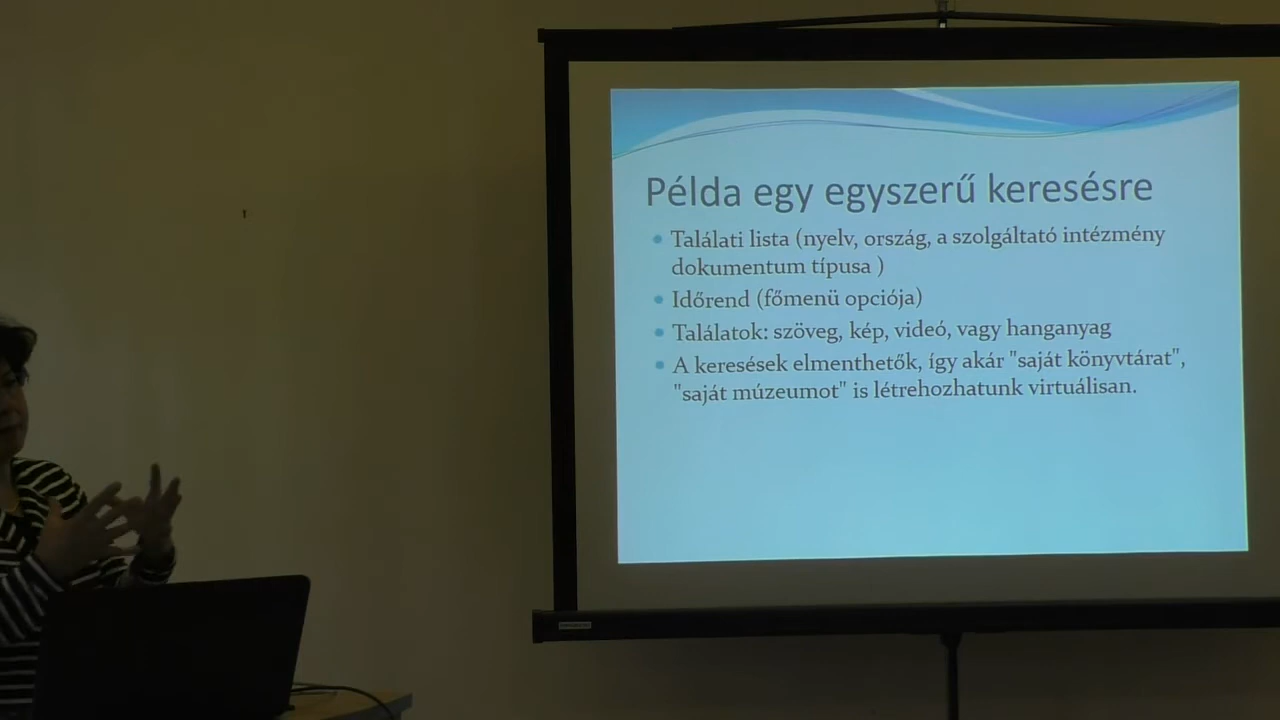 Példa egy egyszerű keresésre
Találati lista (nyelv, ország, a szolgáltató intézmény
dokumentum típusa )
Időrend (főmenü opciója)
Találatok: szöveg, kép, videó, vagy hanganyag
A keresések elmenthetők, így akár "saját könyvtárat",
"saját múzeumot" is létrehozhatunk virtuálisan.